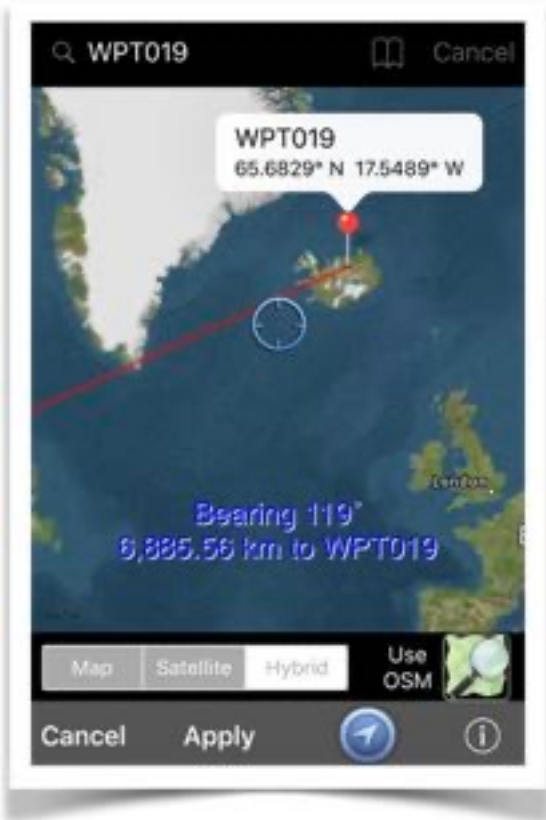 WPT019 Cancel
WPT019
65.6829° N 17.5489° W
London
Bearing 119°
6,885.56 km to WPT019
Map Satellite Hybrid
Use
OSM
Cancel Apply